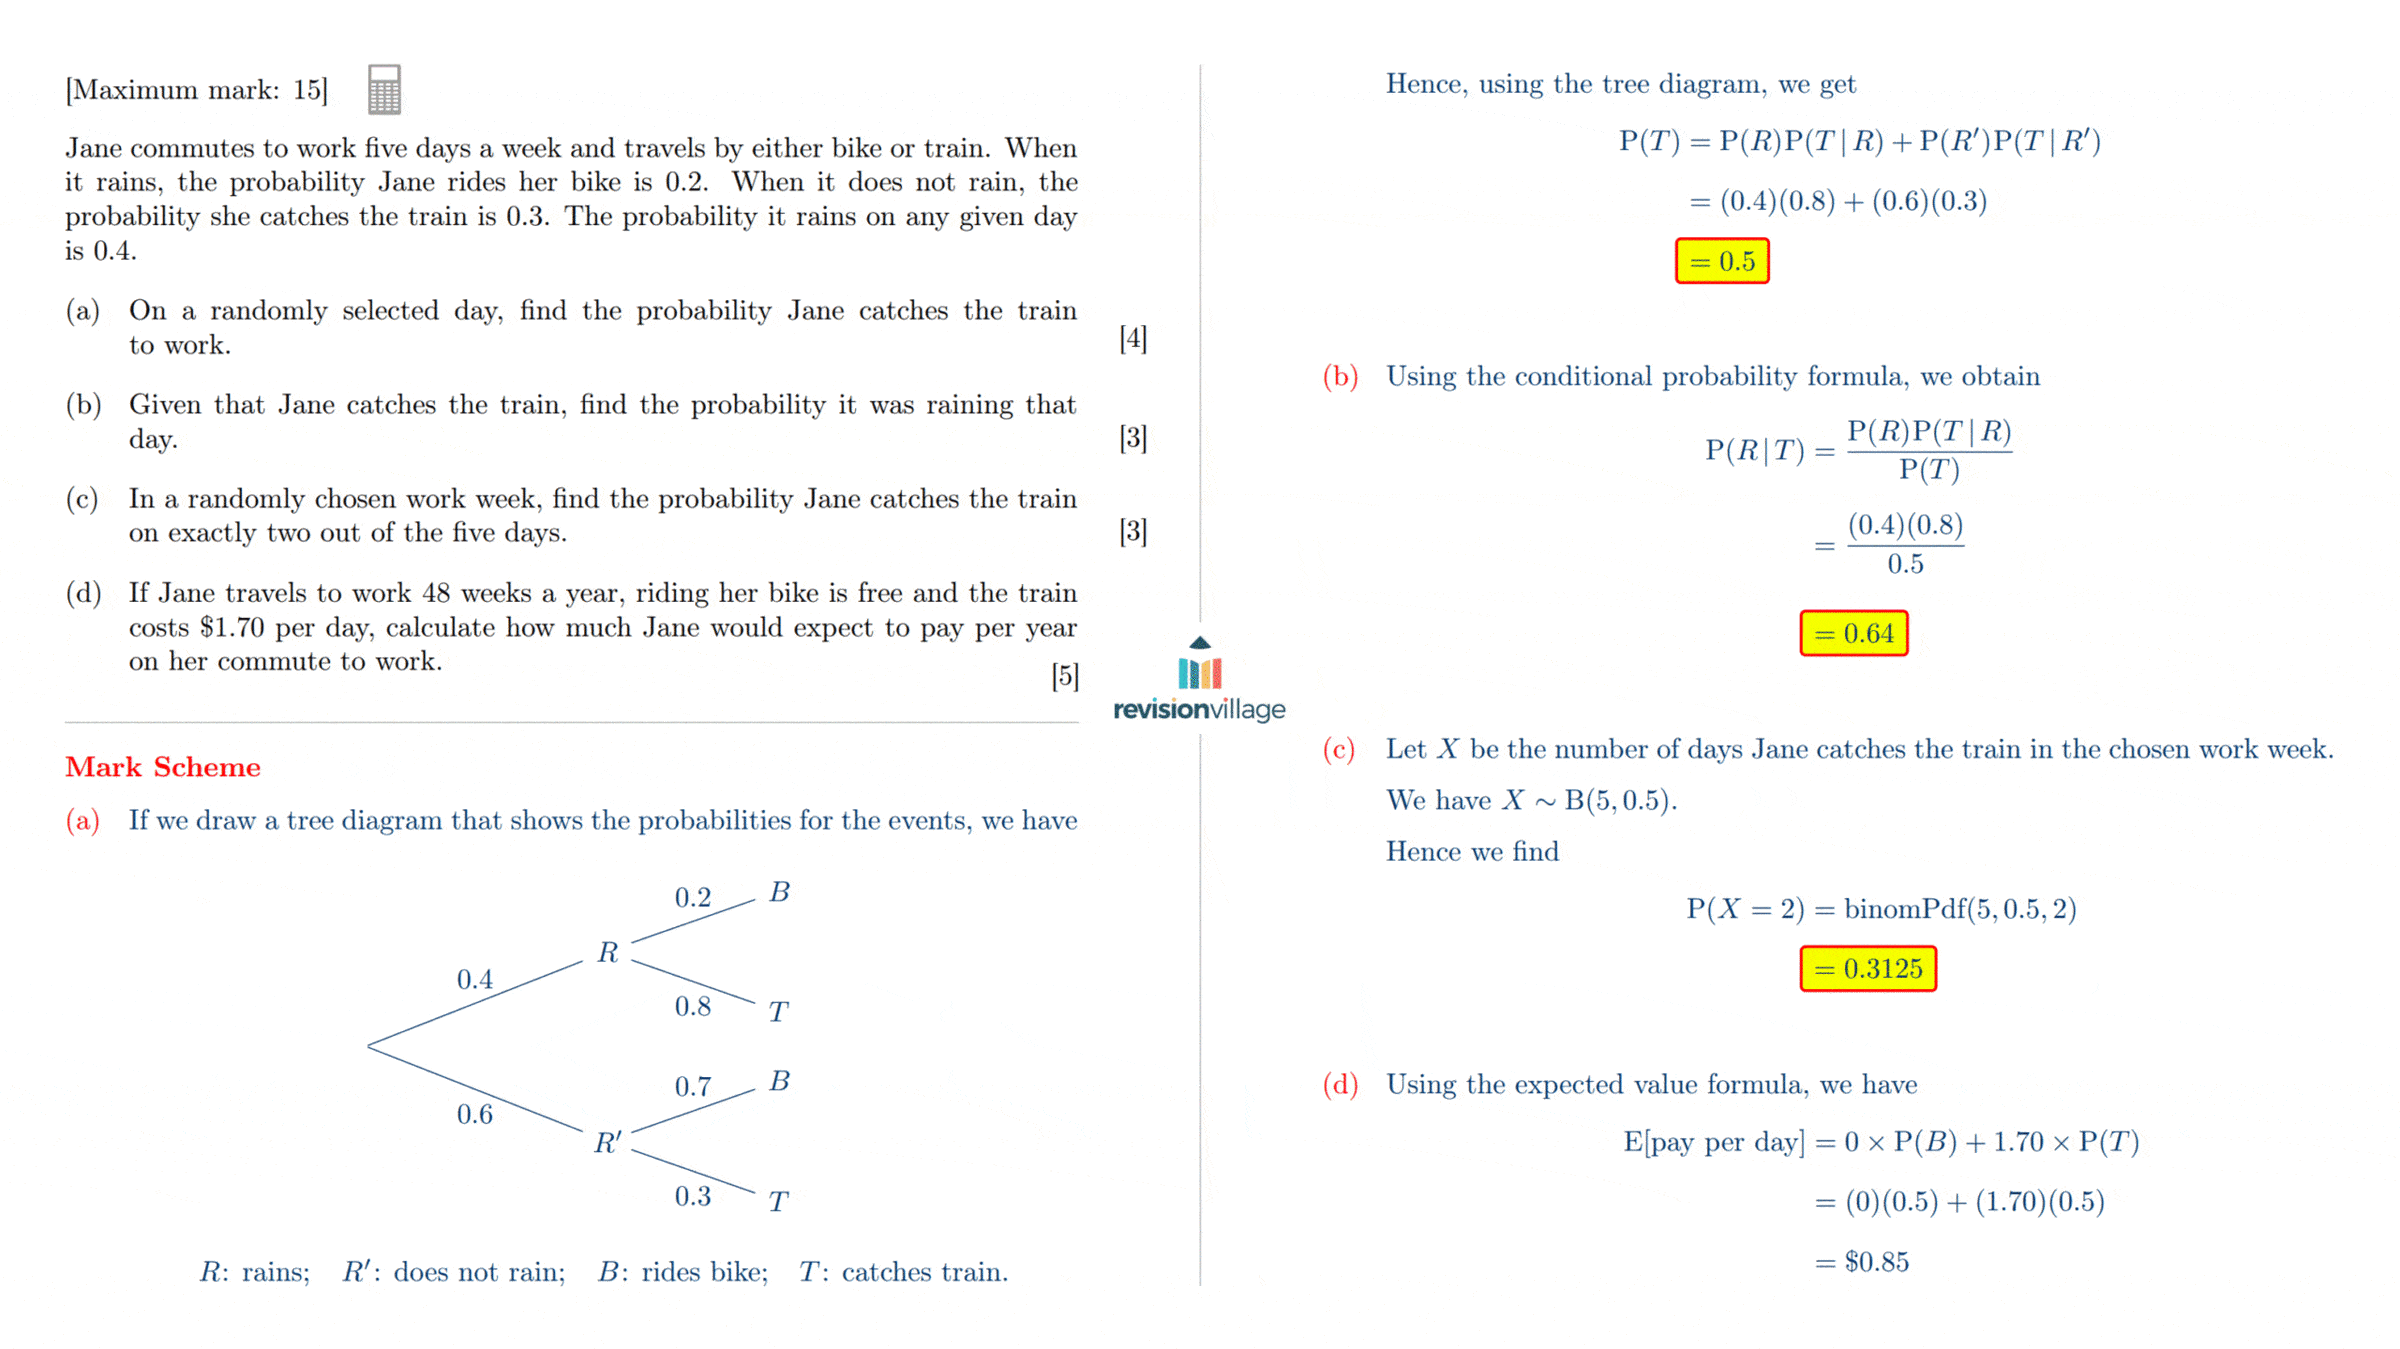 [Maximum mark: 15]
Jane commutes to work five days a week and travels by either bike or train. When
it rains, the probability Jane rides her bike is 0.2. When it does not rain, the
probability she catches the train is 0.3. The probability it rains on any given day
is 0.4.
(a) On a randomly selected day, find the probability Jane catches the train
to work. [4]
(b) Given that Jane catches the train, find the probability it was raining that
day. [3]
(c) In a randomly chosen work week, find the probability Jane catches the train
on exactly two out of the five days. [3]
(d) If Jane travels to work 48 weeks a year, riding her bike is free and the train
costs $1.70 per day, calculate how much Jane would expect to pay per year
on her commute to work. [5]
Mark Scheme
(a) If we draw a tree diagram that shows the probabilities for the events, we have
0.2 B
R
0.4
0.8 T
0.7 B
0.6
R′
0.3 T
R: rains; R′: does not rain; B: rides bike; T: catches train.
revisionvillage
Hence, using the tree diagram, we get
P(T) = P(R)P(T | R) + P(R′)P(T | R′)
= (0.4)(0.8) + (0.6)(0.3)
= 0.5
(b) Using the conditional probability formula, we obtain
P(R | T) = P(R)P(T | R)
P(T)
= (0.4)(0.8)
0.5
= 0.64
(c) Let X be the number of days Jane catches the train in the chosen work week.
We have X ∼ B(5, 0.5).
Hence we find
P(X = 2) = binomPdf(5, 0.5, 2)
= 0.3125
(d) Using the expected value formula, we have
E[pay per day] = 0 × P(B) + 1.70 × P(T)
= (0)(0.5) + (1.70)(0.5)
= $0.85